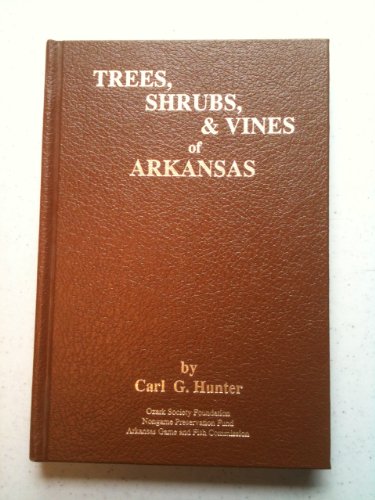 TREES,
SHRUBS,
& VINES
of
ARKANSAS
by
Carl G. Hunter
Ozark Society Foundation
Nongame Preservation Fund
Arkansas Game and Fish Commission